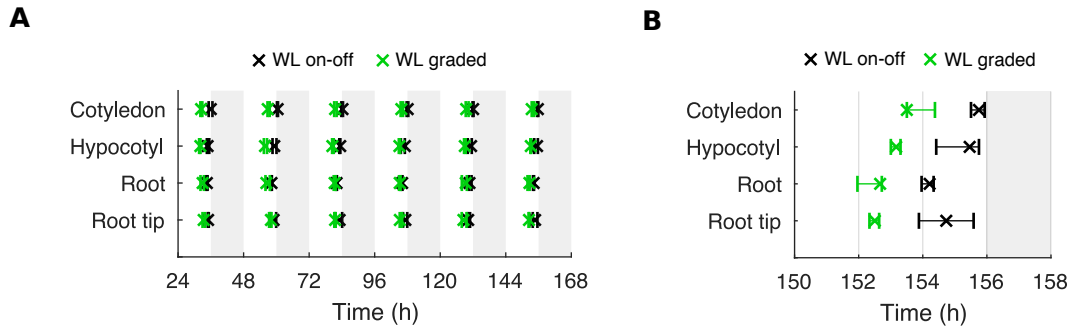 A
WL on-off WL graded
Cotyledon
Hypocotyl
Root
Root tip
24 48 72 96 120 144 168
Time (h)
B
WL on-off WL graded
Cotyledon
Hypocotyl
Root
Root tip
150 152 154 156 158
Time (h)